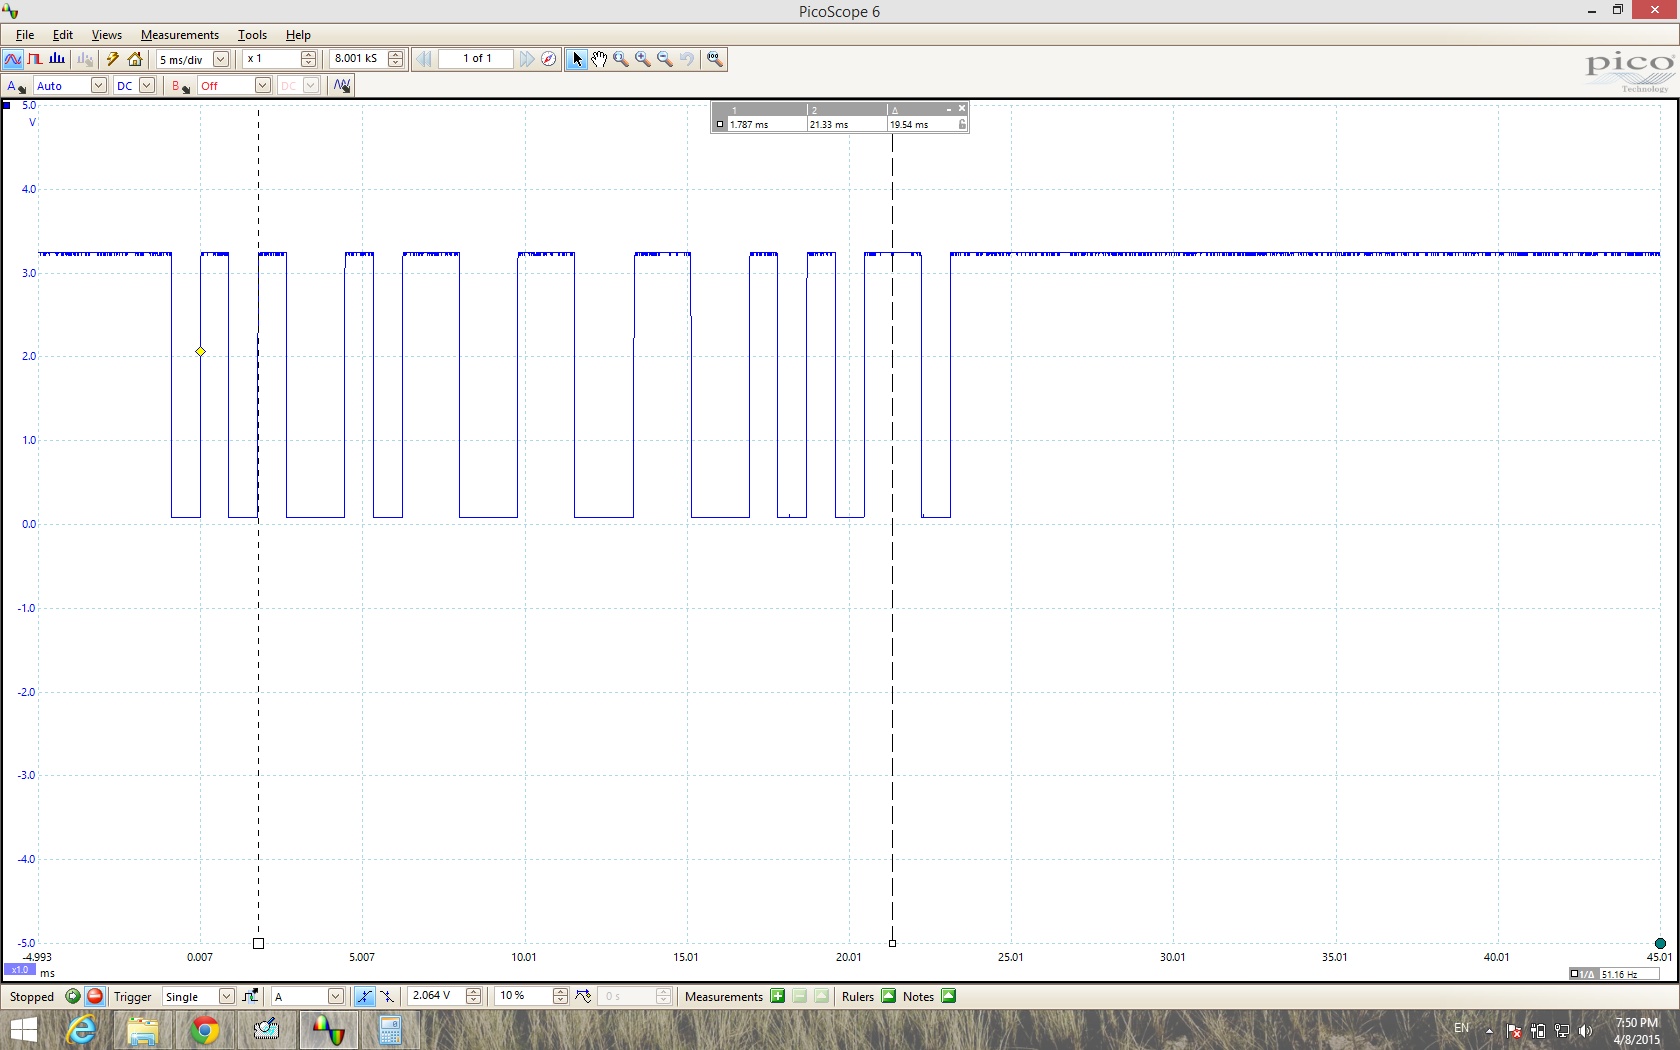 PicoScope 6
File Edit Views Measurements Tools Help
5 ms/div x 1 8.001 kS 1 of 1
pico
Technology
A Auto DC B Off DC
5.0
V
1 2 Δ
1.787 ms 21.33 ms 19.54 ms
4.0
3.0
2.0
1.0
0.0
-1.0
-2.0
-3.0
-4.0
-5.0
-4.993 0.007 5.007 10.01 15.01 20.01 25.01 30.01 35.01 40.01 45.01
x1.0 ms
1/Δ 51.16 Hz
Stopped Trigger Single A 2.064 V 10 % 0 s Measurements Rulers Notes
EN
7:50 PM
4/8/2015